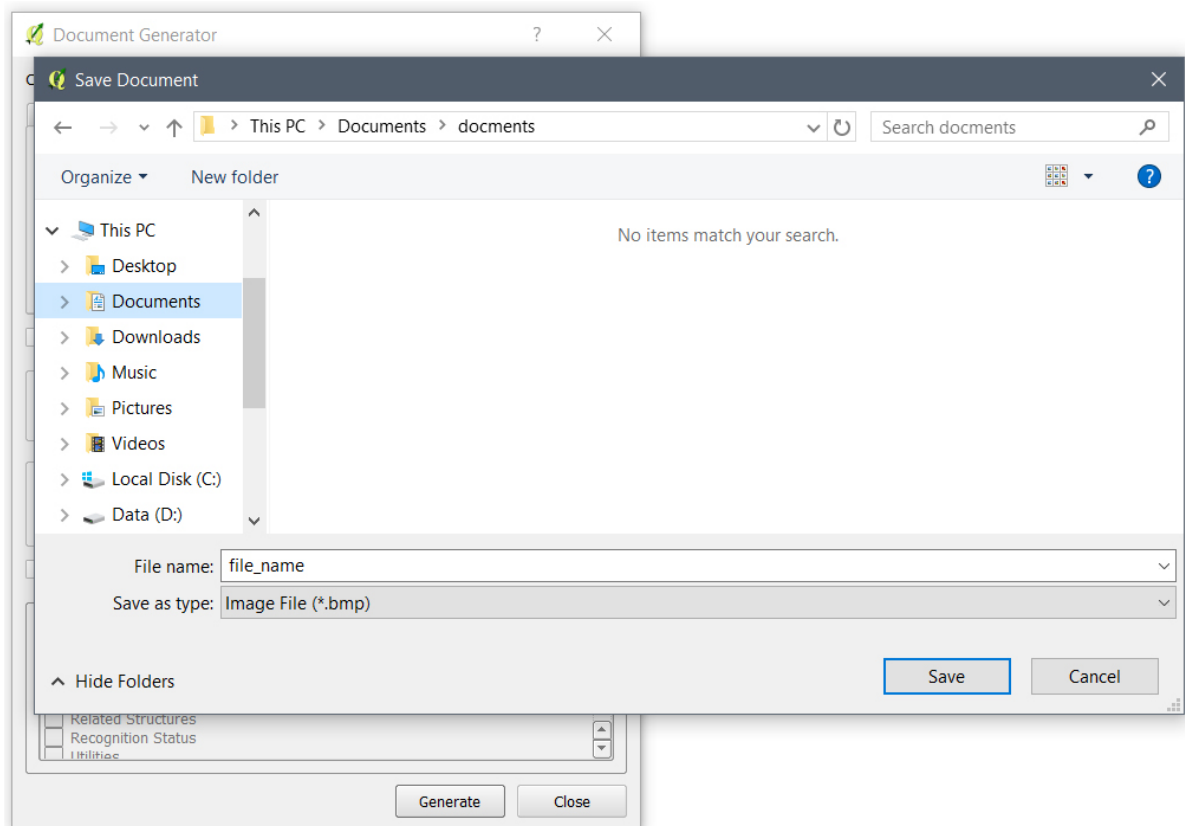 Document Generator
Save Document
This PC > Documents > docments
Search docments
Organize
New folder
This PC
No items match your search.
Desktop
Documents
Downloads
Music
Pictures
Videos
Local Disk (C:)
Data (D:)
File name: file_name
Save as type: Image File (*.bmp)
Hide Folders
Save
Cancel
Related Structures
Recognition Status
Utilities
Generate
Close